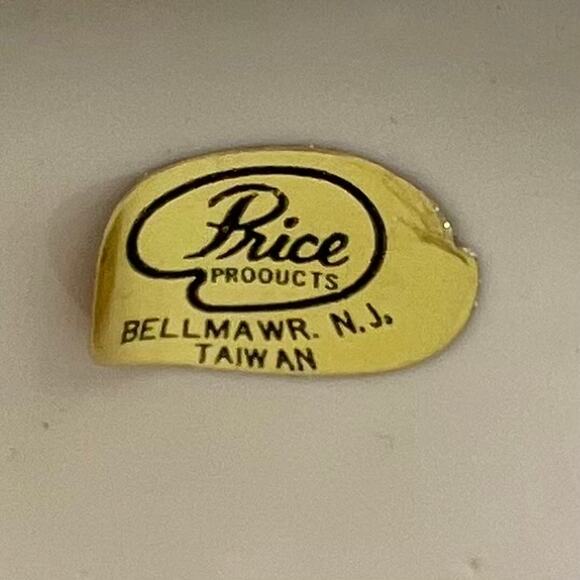 Price
PROOUCTS
BELLMAWR. N.J.
TAIWAN